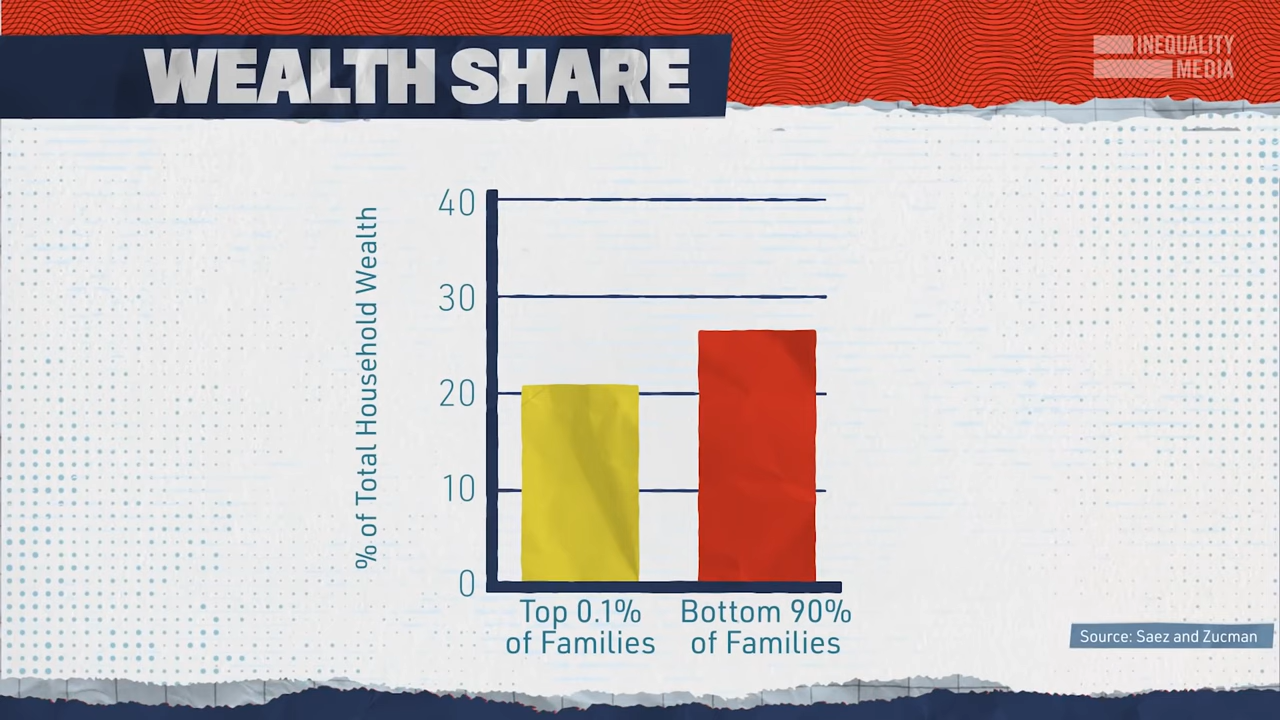 WEALTH SHARE
INEQUALITY
MEDIA
% of Total Household Wealth
40
30
20
10
0
Top 0.1%
of Families
Bottom 90%
of Families
Source: Saez and Zucman